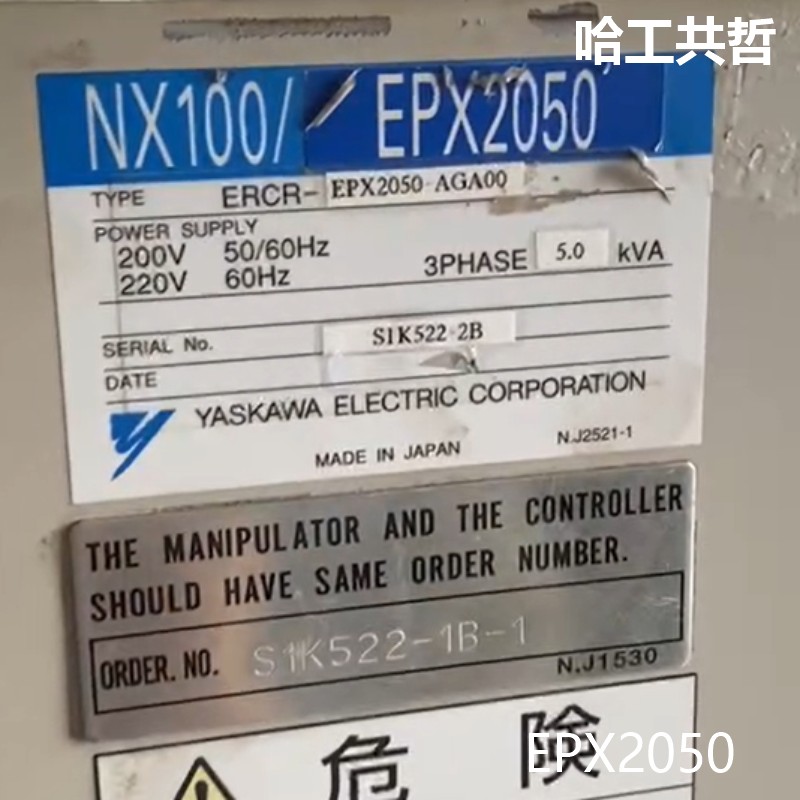 哈工共哲
NX100/ EPX2050
TYPE ERCR- EPX2050-AGA00
POWER SUPPLY
200V 50/60Hz
220V 60Hz 3PHASE 5.0 kVA
SERIAL No. S1K522-2B
DATE
YASKAWA ELECTRIC CORPORATION
MADE IN JAPAN N.J2521-1
THE MANIPULATOR AND THE CONTROLLER
SHOULD HAVE SAME ORDER NUMBER.
ORDER. NO. S1K522-1B-1
N.J1530
危険
EPX2050